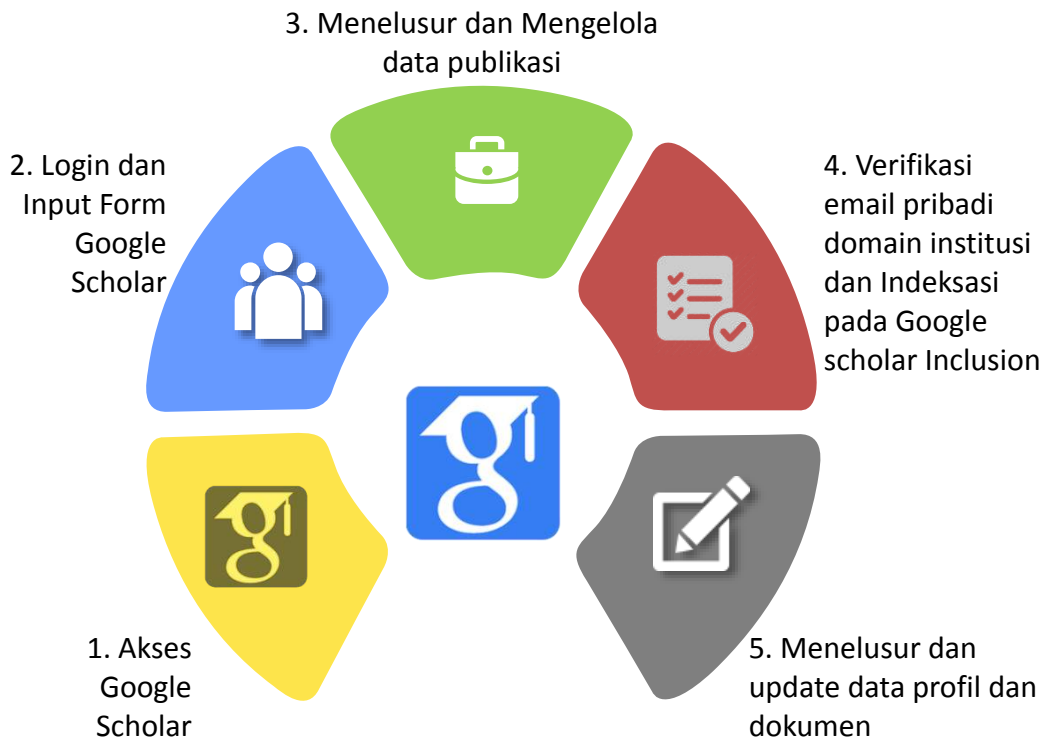 3. Menelusur dan Mengelola
data publikasi
2. Login dan
Input Form
Google
Scholar
4. Verifikasi
email pribadi
domain institusi
dan Indeksasi
pada Google
scholar Inclusion
g
g
1. Akses
Google
Scholar
5. Menelusur dan
update data profil dan
dokumen